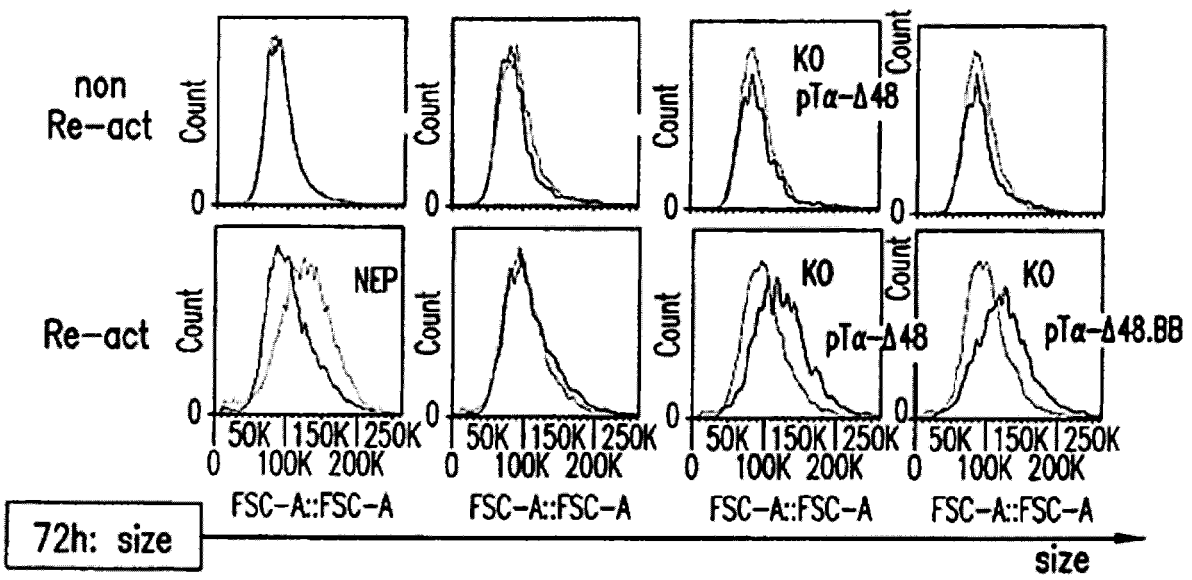 non
Re-act
Count
0
Count
0
Count
0
KO
pTα-Δ48
Count
0
Re-act
Count
0
NEP
Count
0
Count
0
KO
pTα-Δ48
Count
0
KO
pTα-Δ48.BB
50K 150K 250K
0 100K 200K
50K 150K 250K
0 100K 200K
50K 150K 250K
0 100K 200K
50K 150K 250K
0 100K 200K
FSC-A::FSC-A
FSC-A::FSC-A
FSC-A::FSC-A
FSC-A::FSC-A
72h: size
size